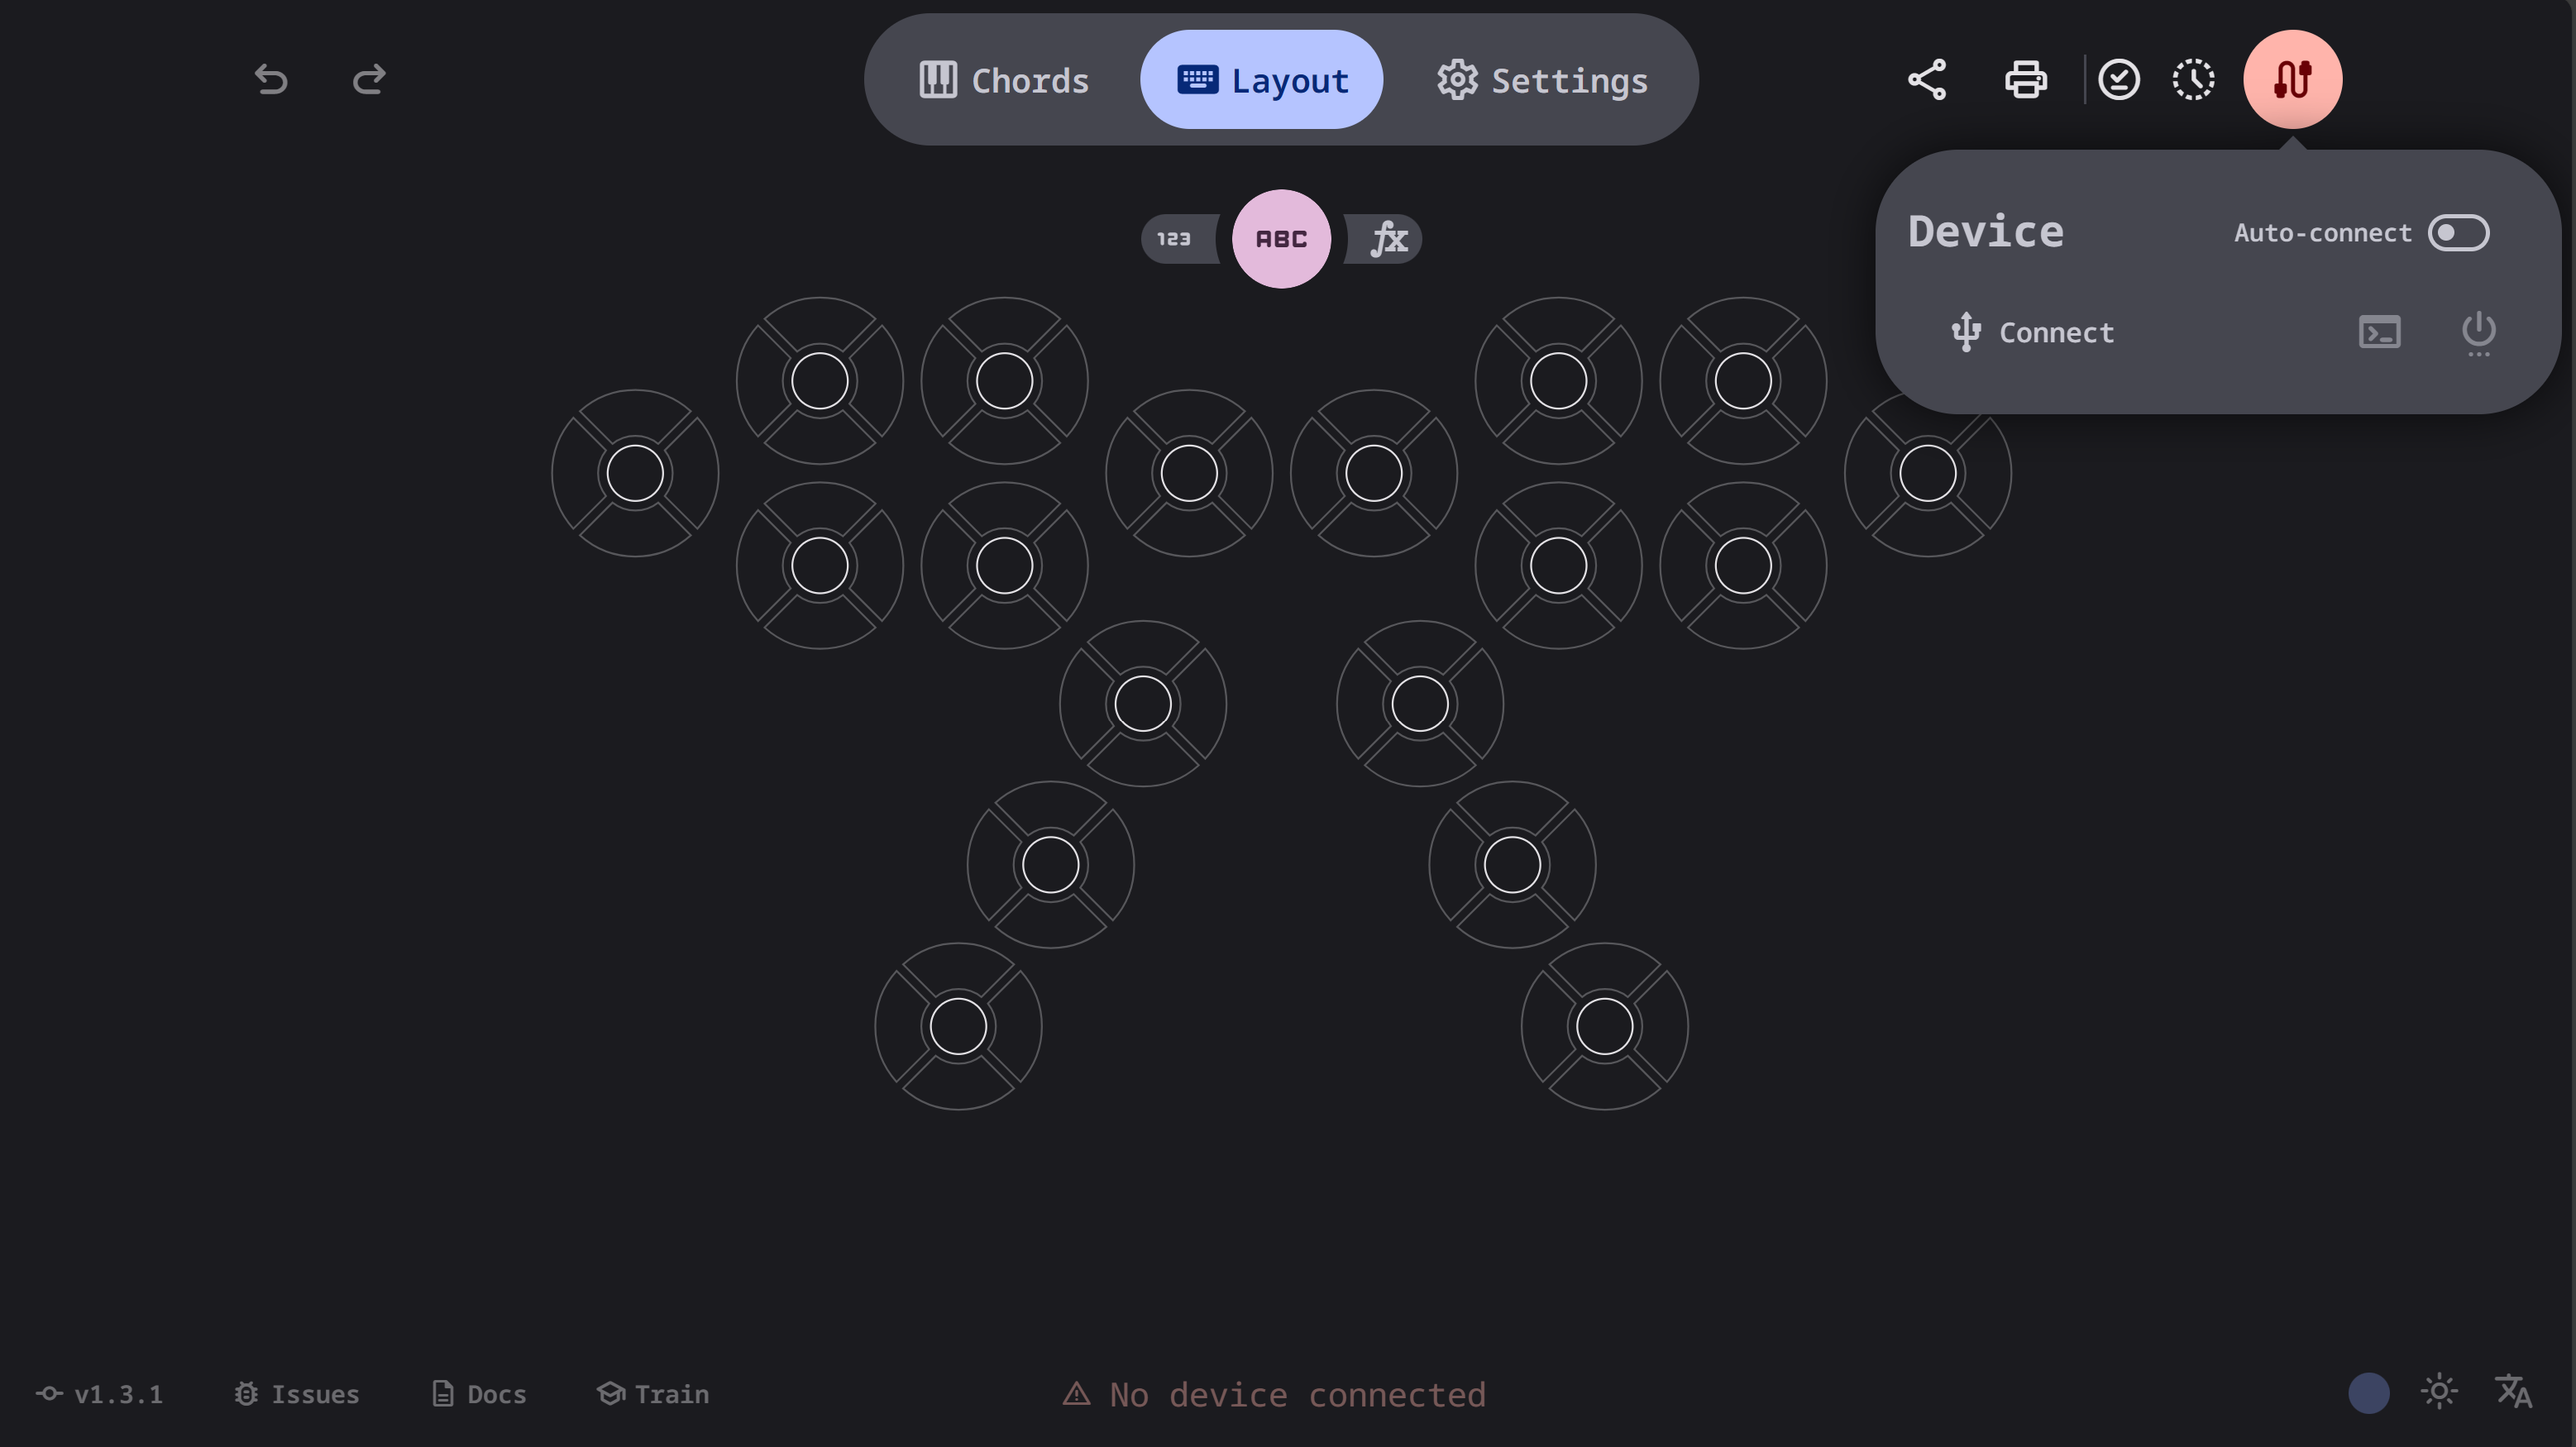 Chords
Layout
Settings
123
ABC
fx
Device
Auto-connect
Connect
v1.3.1
Issues
Docs
Train
No device connected